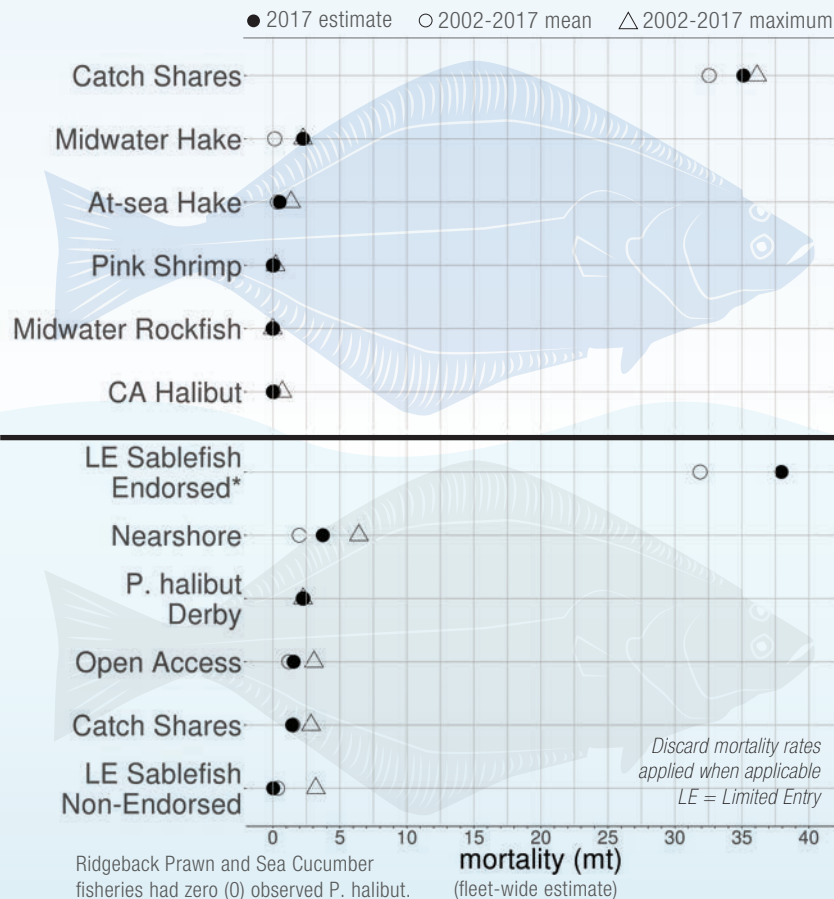 2017 estimate 2002-2017 mean 2002-2017 maximum
Catch Shares
Midwater Hake
At-sea Hake
Pink Shrimp
Midwater Rockfish
CA Halibut
LE Sablefish
Endorsed*
Nearshore
P. halibut
Derby
Open Access
Catch Shares
LE Sablefish
Non-Endorsed
Discard mortality rates
applied when applicable
LE = Limited Entry
0 5 10 15 20 25 30 35 40
mortality (mt)
(fleet-wide estimate)
Ridgeback Prawn and Sea Cucumber
fisheries had zero (0) observed P. halibut.